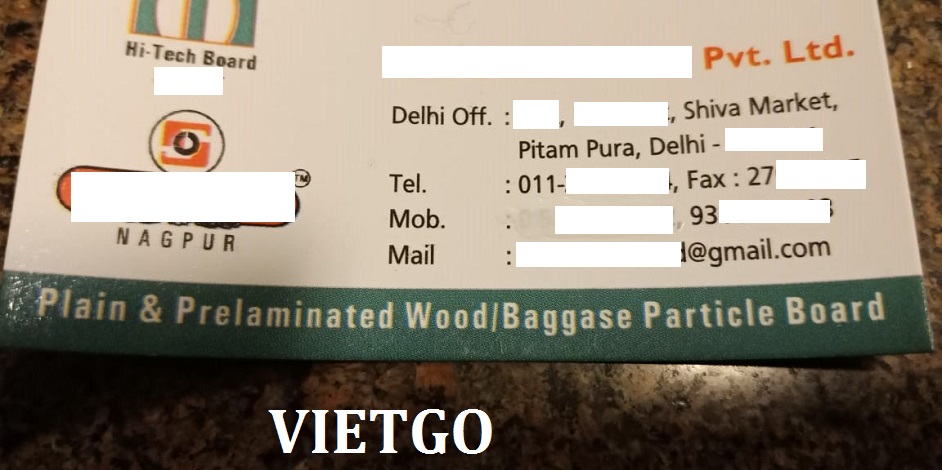 Hi-Tech Board
Pvt. Ltd.
Delhi Off. : , , Shiva Market,
Pitam Pura, Delhi -
TM
Tel. : 011- , Fax : 27
Mob. : , 93
NAGPUR
Mail : d@gmail.com
Plain & Prelaminated Wood/Baggase Particle Board
VIETGO